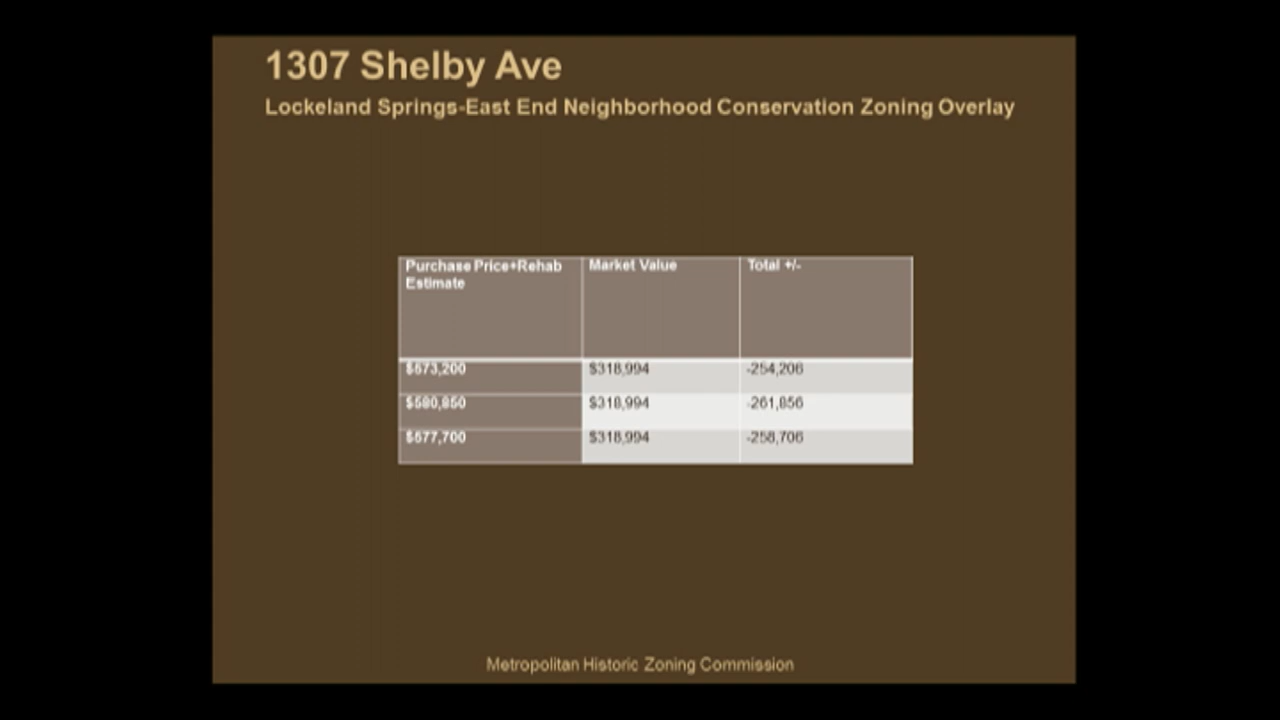 1307 Shelby Ave
Lockeland Springs-East End Neighborhood Conservation Zoning Overlay
Purchase Price+Rehab Estimate
Market Value
Total +/-
$573,200 $318,994 -254,206
$580,850 $318,994 -261,856
$577,700 $318,994 -258,706
Metropolitan Historic Zoning Commission